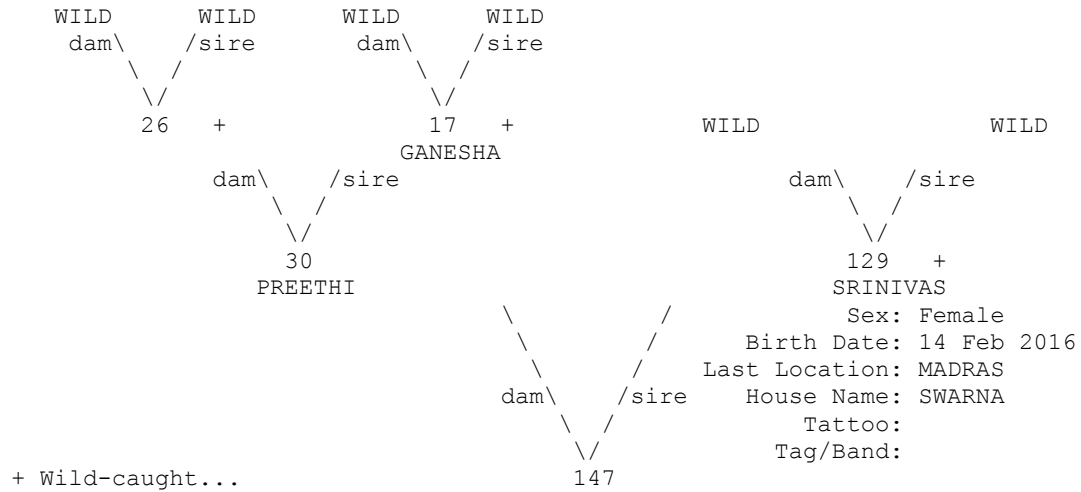 WILD WILD WILD WILD
dam\ /sire dam\ /sire
\ / \ /
\/ \/
26 + 17 + WILD WILD
GANESHA
dam\ /sire dam\ /sire
\ / \ /
\/ \/
30 129 +
PREETHI SRINIVAS
\ / Sex: Female
\ / Birth Date: 14 Feb 2016
\ / Last Location: MADRAS
dam\ /sire House Name: SWARNA
\ / Tattoo:
\/ Tag/Band:
+ Wild-caught... 147